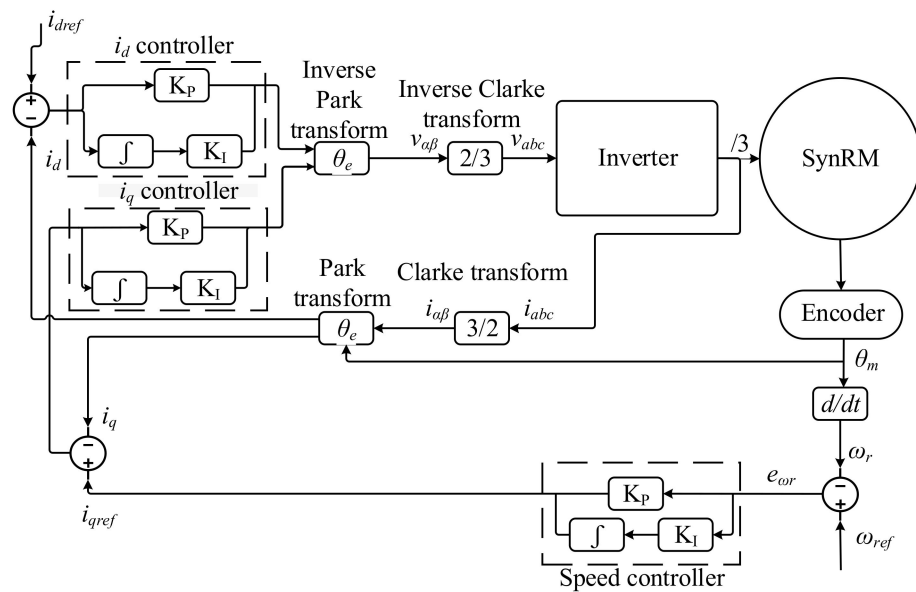 i_dref
i_d controller
K_P
∫
K_I
+
−
i_d
Inverse
Park
transform
θ_e
Inverse Clarke
transform
v_αβ
2/3
v_abc
Inverter
/3
SynRM
i_q controller
K_P
∫
K_I
Park
transform
θ_e
Clarke transform
i_αβ
3/2
i_abc
Encoder
θ_m
d/dt
ω_r
i_q
−
+
i_qref
K_P
∫
K_I
Speed controller
e_ωr
-
+
ω_ref